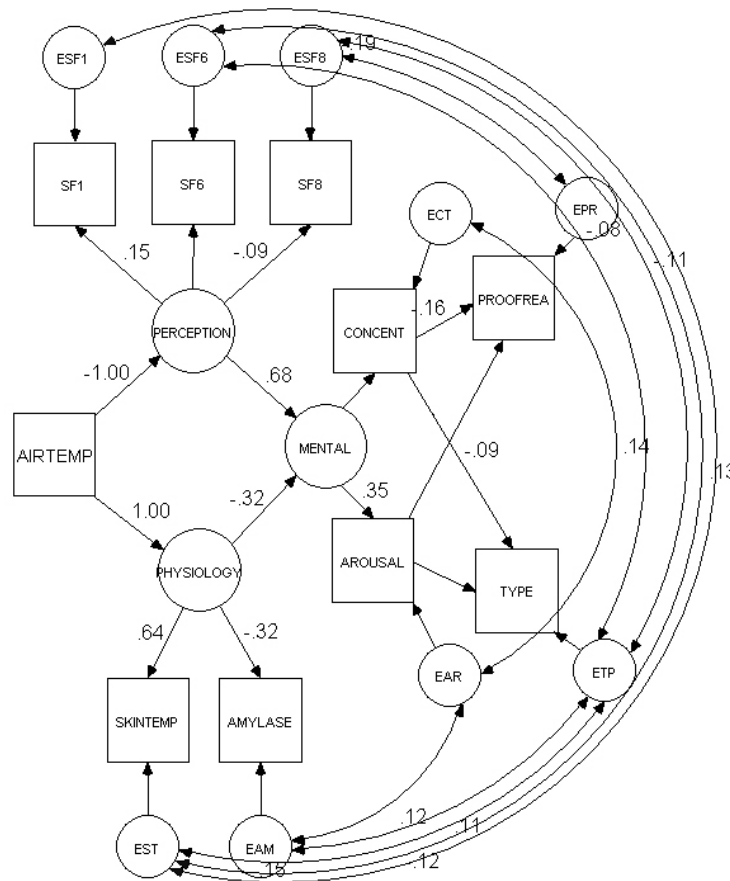 .19
ESF1 ESF6 ESF8
SF1 SF6 SF8
ECT EPR
-.08
.15 -.09 -.11
PROOFREA
CONCENT -.16
PERCEPTION
-1.00 .68
AIRTEMP MENTAL -.09 .14
.13
1.00 -.32 .35
PHYSIOLOGY AROUSAL TYPE
.64 -.32
EAR ETP
SKINTEMP AMYLASE
.12
.11
EST EAM
.15 .12